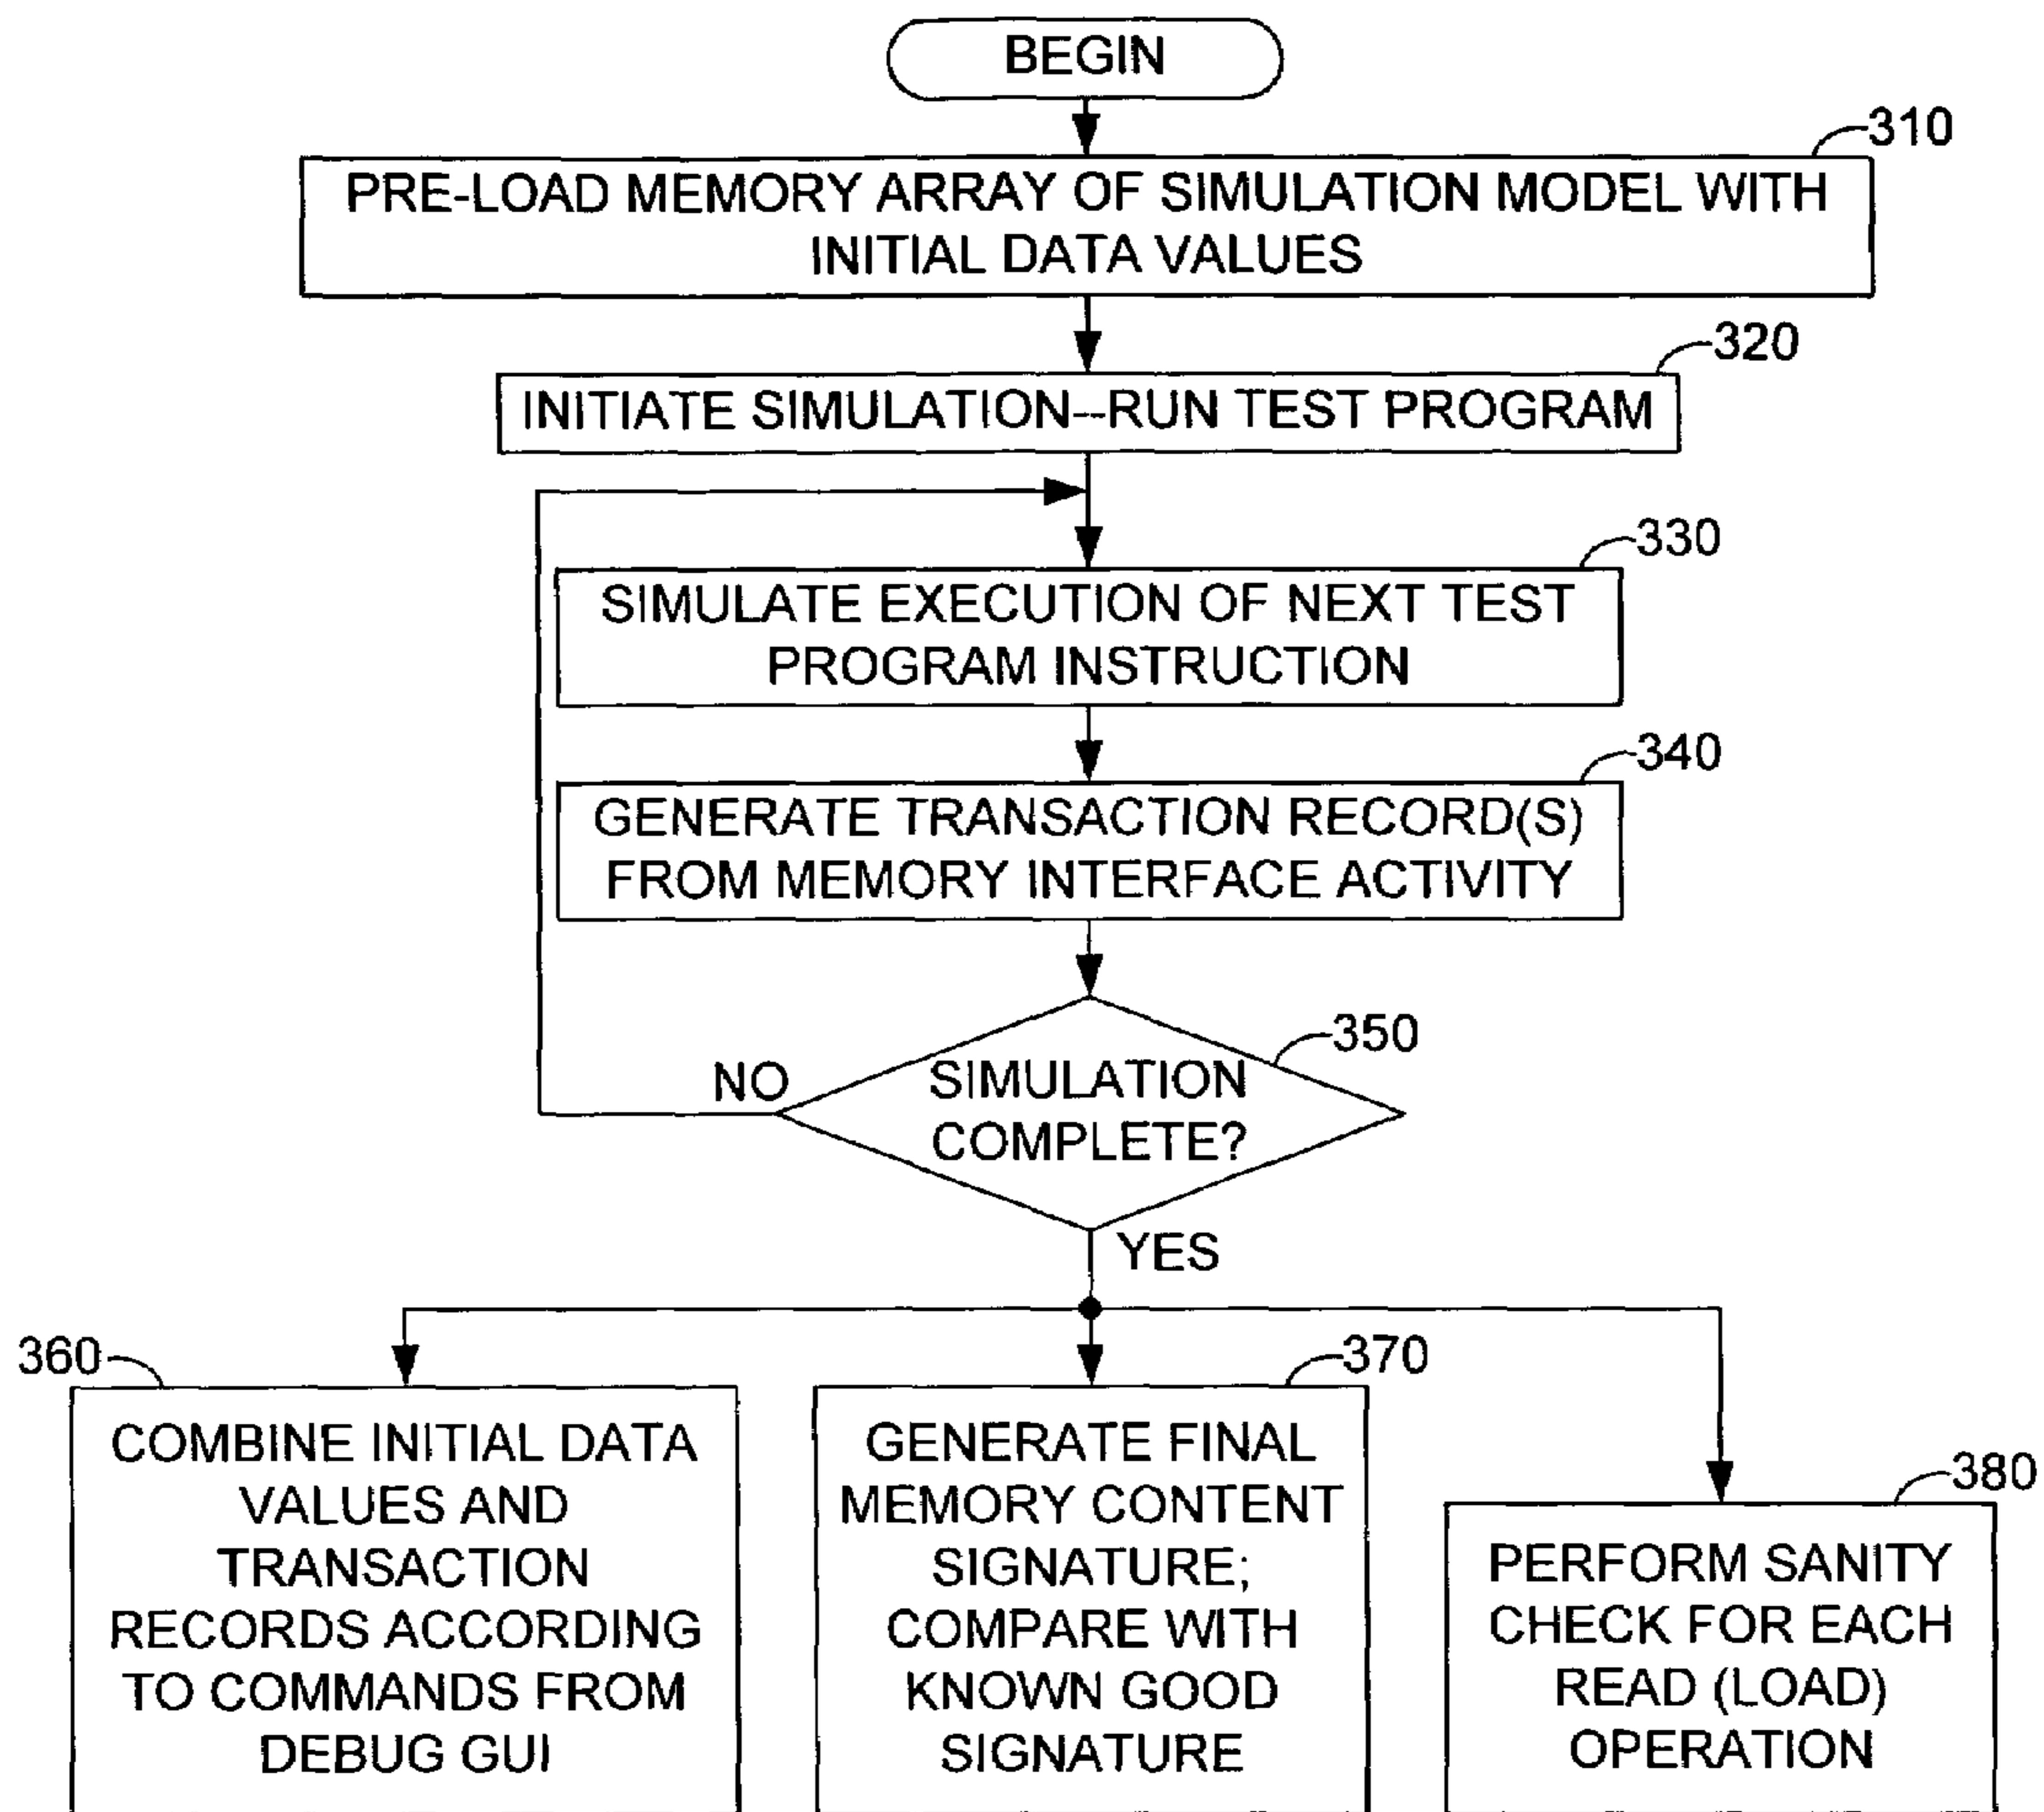 BEGIN
310
PRE-LOAD MEMORY ARRAY OF SIMULATION MODEL WITH
INITIAL DATA VALUES
320
INITIATE SIMULATION--RUN TEST PROGRAM
330
SIMULATE EXECUTION OF NEXT TEST
PROGRAM INSTRUCTION
340
GENERATE TRANSACTION RECORD(S)
FROM MEMORY INTERFACE ACTIVITY
350
SIMULATION
COMPLETE?
NO
YES
360
COMBINE INITIAL DATA
VALUES AND
TRANSACTION
RECORDS ACCORDING
TO COMMANDS FROM
DEBUG GUI
370
GENERATE FINAL
MEMORY CONTENT
SIGNATURE;
COMPARE WITH
KNOWN GOOD
SIGNATURE
380
PERFORM SANITY
CHECK FOR EACH
READ (LOAD)
OPERATION